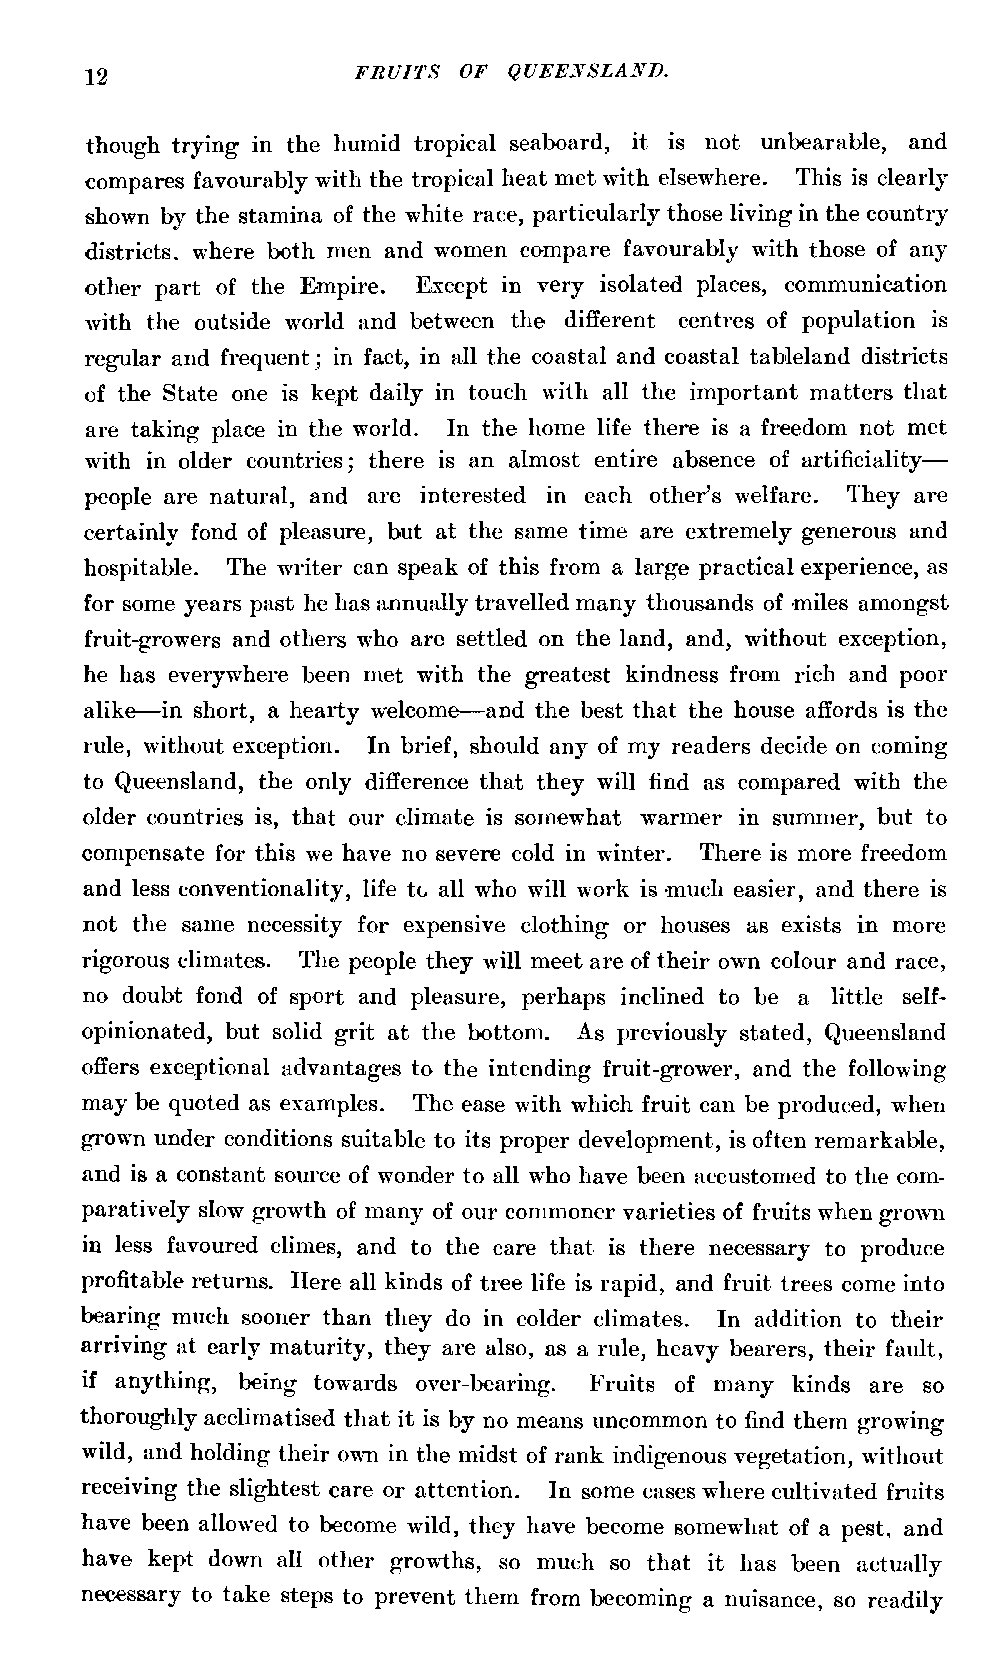 12 FRUITS OF QUEENSLAND.
though trying in the humid tropical seaboard, it is not unbearable, and
compares favourably with the tropical heat met with elsewhere. This is clearly
shown by the stamina of the white race, particularly those living in the country
districts, where both men and women compare favourably with those of any
other part of the Empire. Except in very isolated places, communication
with the outside world and between the different centres of population is
regular and frequent; in fact, in all the coastal and coastal tableland districts
of the State one is kept daily in touch with all the important matters that
are taking place in the world. In the home life there is a freedom not met
with in older countries; there is an almost entire absence of artificiality—
people are natural, and are interested in each other's welfare. They are
certainly fond of pleasure, but at the same time are extremely generous and
hospitable. The writer can speak of this from a large practical experience, as
for some years past he has annually travelled many thousands of miles amongst
fruit-growers and others who are settled on the land, and, without exception,
he has everywhere been met with the greatest kindness from rich and poor
alike—in short, a hearty welcome—and the best that the house affords is the
rule, without exception. In brief, should any of my readers decide on coming
to Queensland, the only difference that they will find as compared with the
older countries is, that our climate is somewhat warmer in summer, but to
compensate for this we have no severe cold in winter. There is more freedom
and less conventionality, life to all who will work is much easier, and there is
not the same necessity for expensive clothing or houses as exists in more
rigorous climates. The people they will meet are of their own colour and race,
no doubt fond of sport and pleasure, perhaps inclined to be a little self-
opinionated, but solid grit at the bottom. As previously stated, Queensland
offers exceptional advantages to the intending fruit-grower, and the following
may be quoted as examples. The ease with which fruit can be produced, when
grown under conditions suitable to its proper development, is often remarkable,
and is a constant source of wonder to all who have been accustomed to the com-
paratively slow growth of many of our commoner varieties of fruits when grown
in less favoured climes, and to the care that is there necessary to produce
profitable returns. Here all kinds of tree life is rapid, and fruit trees come into
bearing much sooner than they do in colder climates. In addition to their
arriving at early maturity, they are also, as a rule, heavy bearers, their fault,
if anything, being towards over-bearing. Fruits of many kinds are so
thoroughly acclimatised that it is by no means uncommon to find them growing
wild, and holding their own in the midst of rank indigenous vegetation, without
receiving the slightest care or attention. In some cases where cultivated fruits
have been allowed to become wild, they have become somewhat of a pest, and
have kept down all other growths, so much so that it has been actually
necessary to take steps to prevent them from becoming a nuisance, so readily